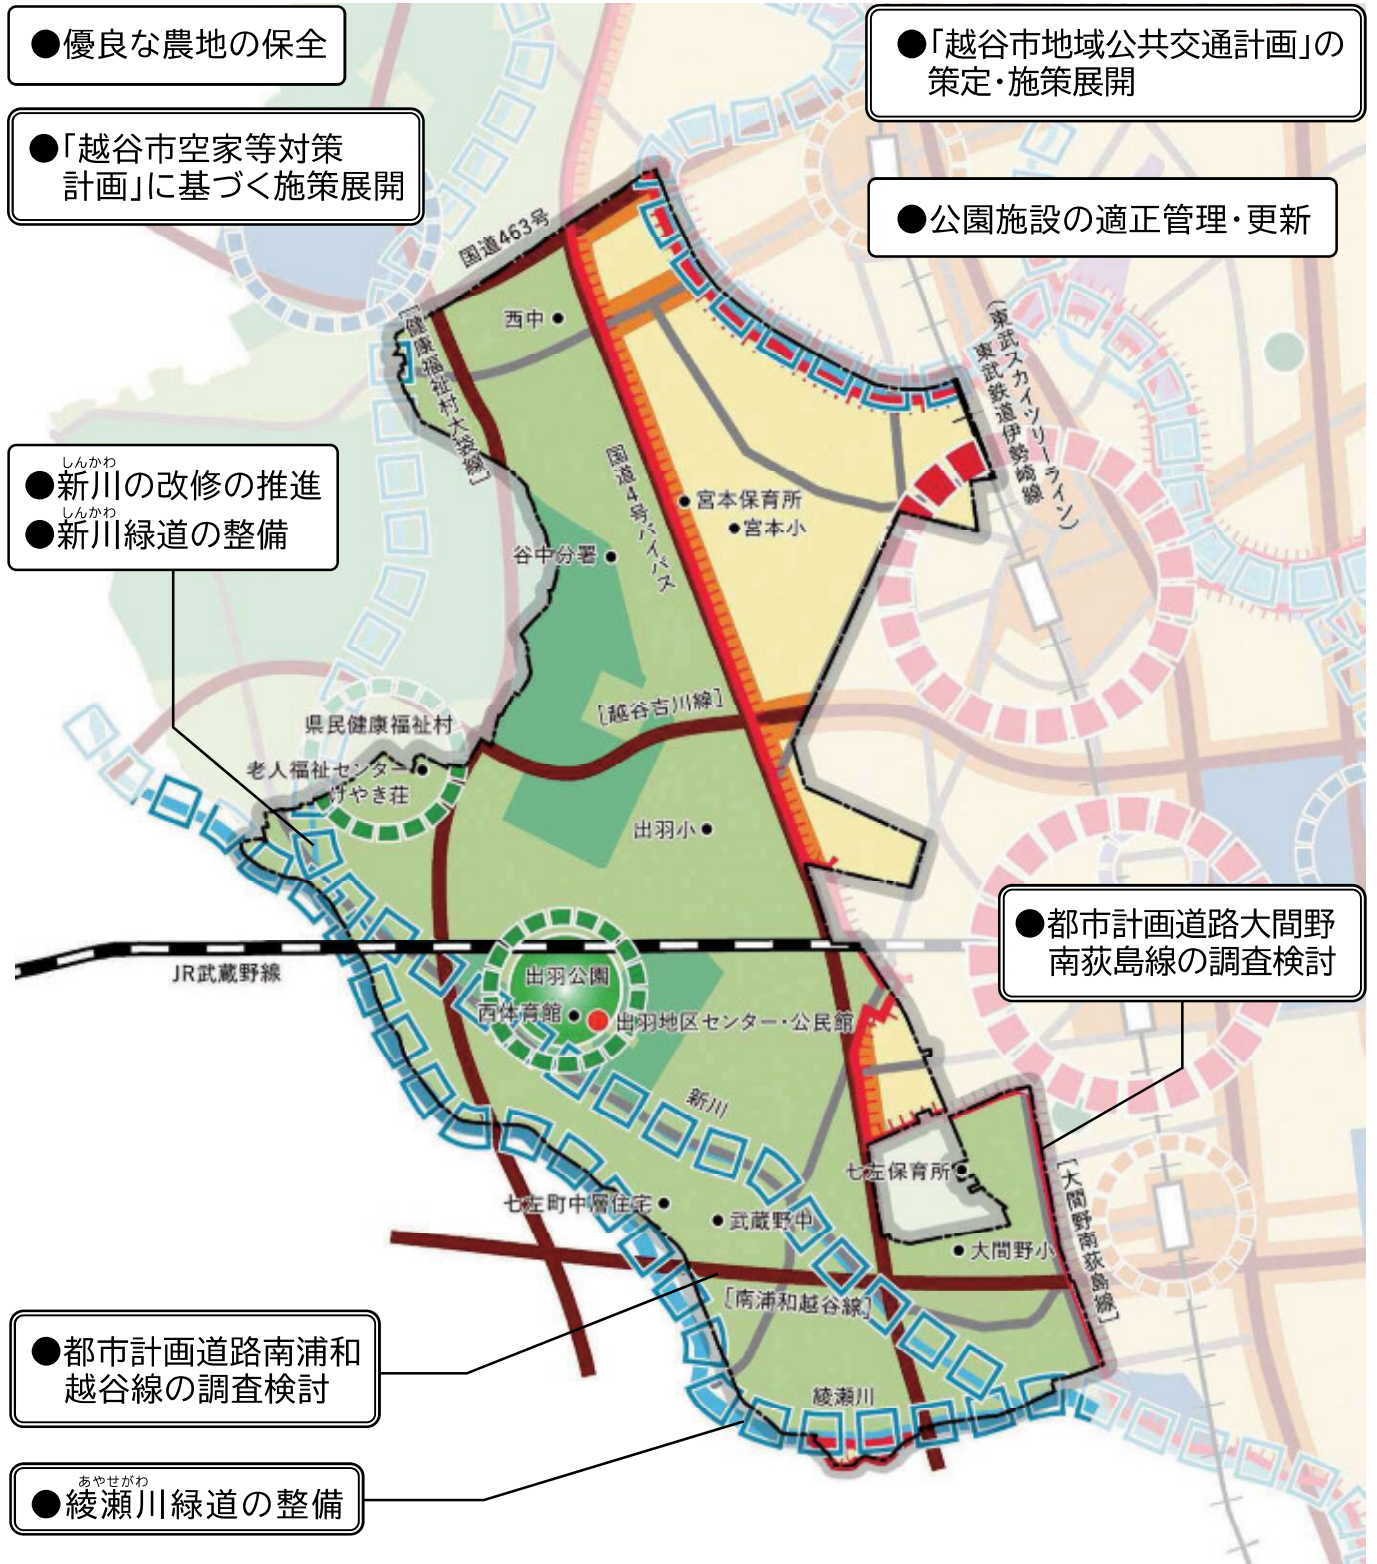 ●優良な農地の保全
●「越谷市空家等対策
計画」に基づく施策展開
●「越谷市地域公共交通計画」の
策定・施策展開
●公園施設の適正管理・更新
国道463号
西中
[健康福祉村大袋線]
(東武スカイツリーライン)
東武鉄道伊勢崎線
国道4号バイパス
しんかわ
●新川の改修の推進
しんかわ
●新川緑道の整備
宮本保育所
宮本小
谷中分署
[越谷吉川線]
県民健康福祉村
老人福祉センター
けやき荘
出羽小
●都市計画道路大間野
南荻島線の調査検討
JR武蔵野線
出羽公園
西体育館
出羽地区センター・公民館
新川
七左保育所
[大間野南荻島線]
七左町中層住宅
武蔵野中
大間野小
[南浦和越谷線]
●都市計画道路南浦和
越谷線の調査検討
綾瀬川
あやせがわ
●綾瀬川緑道の整備